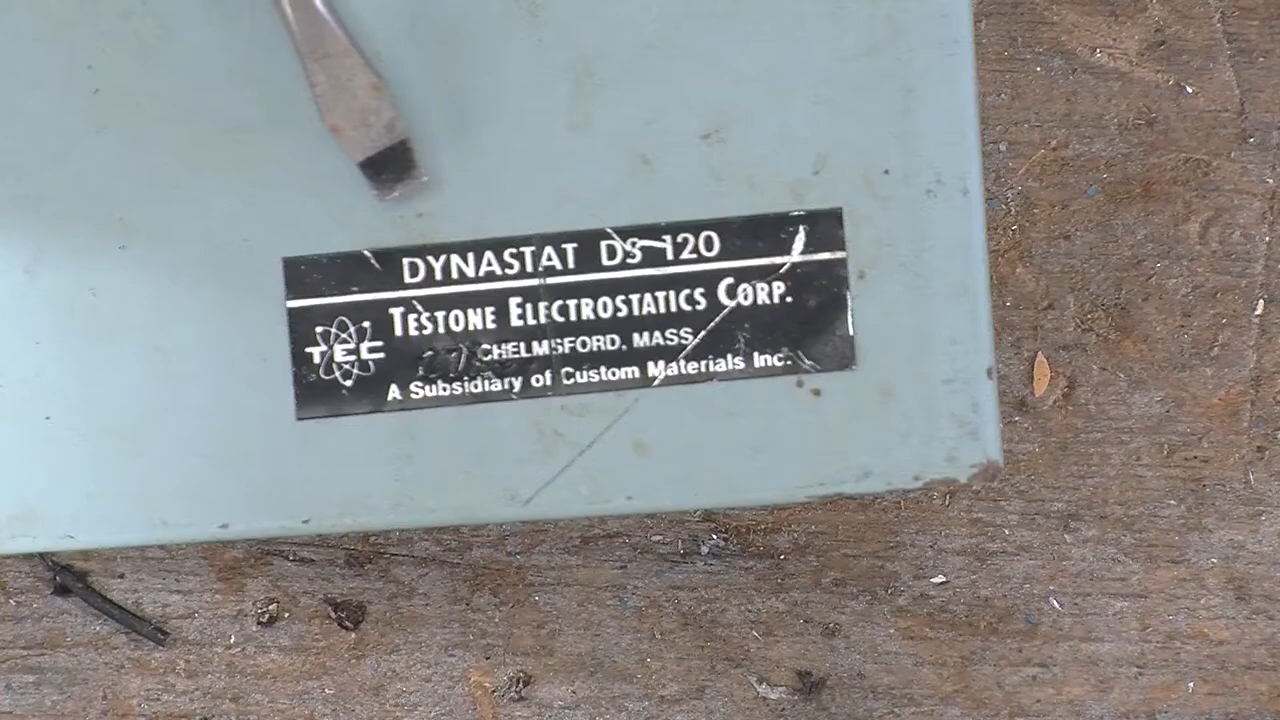 DYNASTAT DS-120
TESTONE ELECTROSTATICS CORP.
TEC
CHELMSFORD, MASS.
A Subsidiary of Custom Materials Inc.